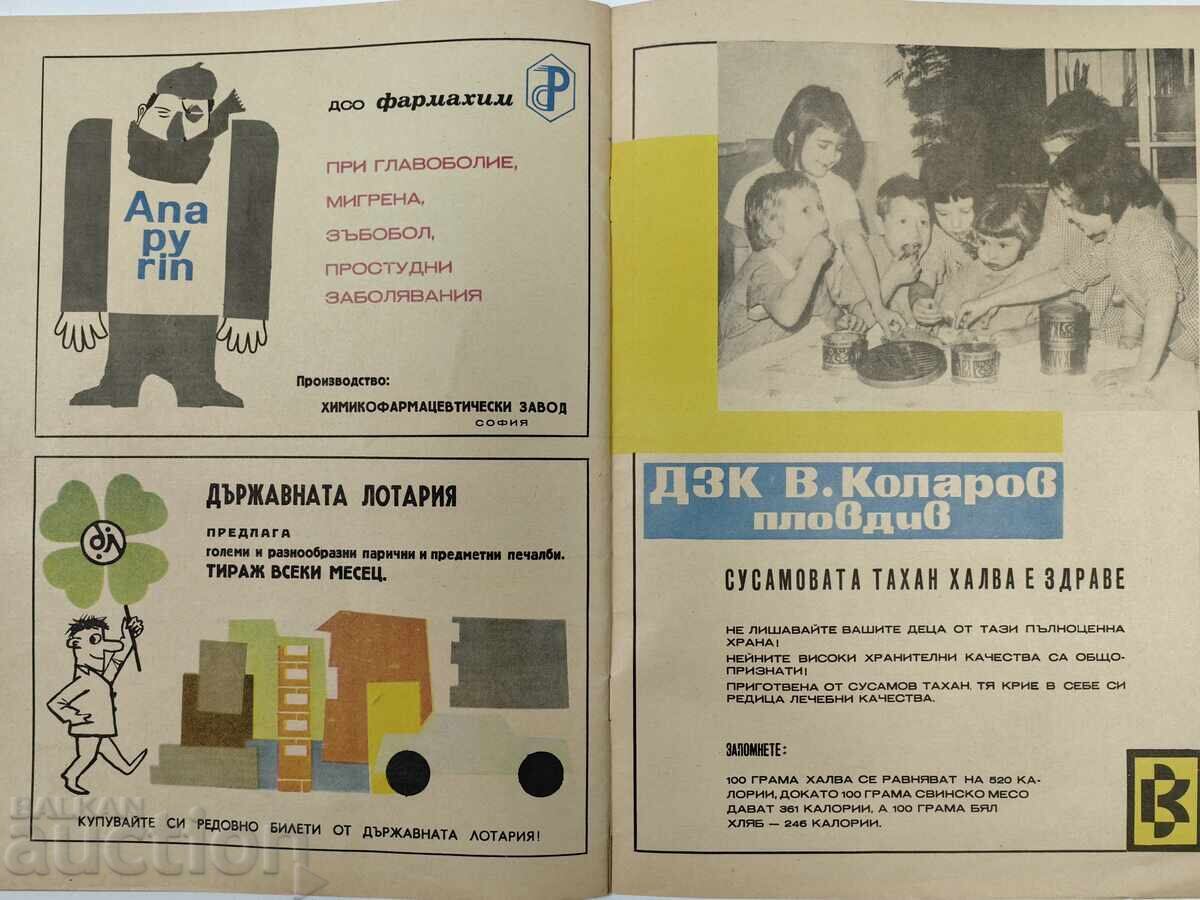 дсо фармахим
ПРИ ГЛАВОБОЛИЕ,
МИГРЕНА,
ЗЪБОБОЛ,
ПРОСТУДНИ
ЗАБОЛЯВАНИЯ
Ana
py
rin
Производство:
ХИМИКОФАРМАЦЕВТИЧЕСКИ ЗАВОД
СОФИЯ
ДЪРЖАВНАТА ЛОТАРИЯ
ПРЕДЛАГА
големи и разнообразни парични и предметни печалби.
ТИРАЖ ВСЕКИ МЕСЕЦ.
КУПУВАЙТЕ СИ РЕДОВНО БИЛЕТИ ОТ ДЪРЖАВНАТА ЛОТАРИЯ!
ДЗК В. Коларов
пловдив
СУСАМОВАТА ТАХАН ХАЛВА Е ЗДРАВЕ
НЕ ЛИШАВАЙТЕ ВАШИТЕ ДЕЦА ОТ ТАЗИ ПЪЛНОЦЕННА
ХРАНА!
НЕЙНИТЕ ВИСОКИ ХРАНИТЕЛНИ КАЧЕСТВА СА ОБЩО-
ПРИЗНАТИ!
ПРИГОТВЕНА ОТ СУСАМОВ ТАХАН, ТЯ КРИЕ В СЕБЕ СИ
РЕДИЦА ЛЕЧЕБНИ КАЧЕСТВА.
ЗАПОМНЕТЕ:
100 ГРАМА ХАЛВА СЕ РАВНЯВАТ НА 520 КА-
ЛОРИИ, ДОКАТО 100 ГРАМА СВИНСКО МЕСО
ДАВАТ 361 КАЛОРИИ, А 100 ГРАМА БЯЛ
ХЛЯБ — 246 КАЛОРИИ.
BALKAN
auction